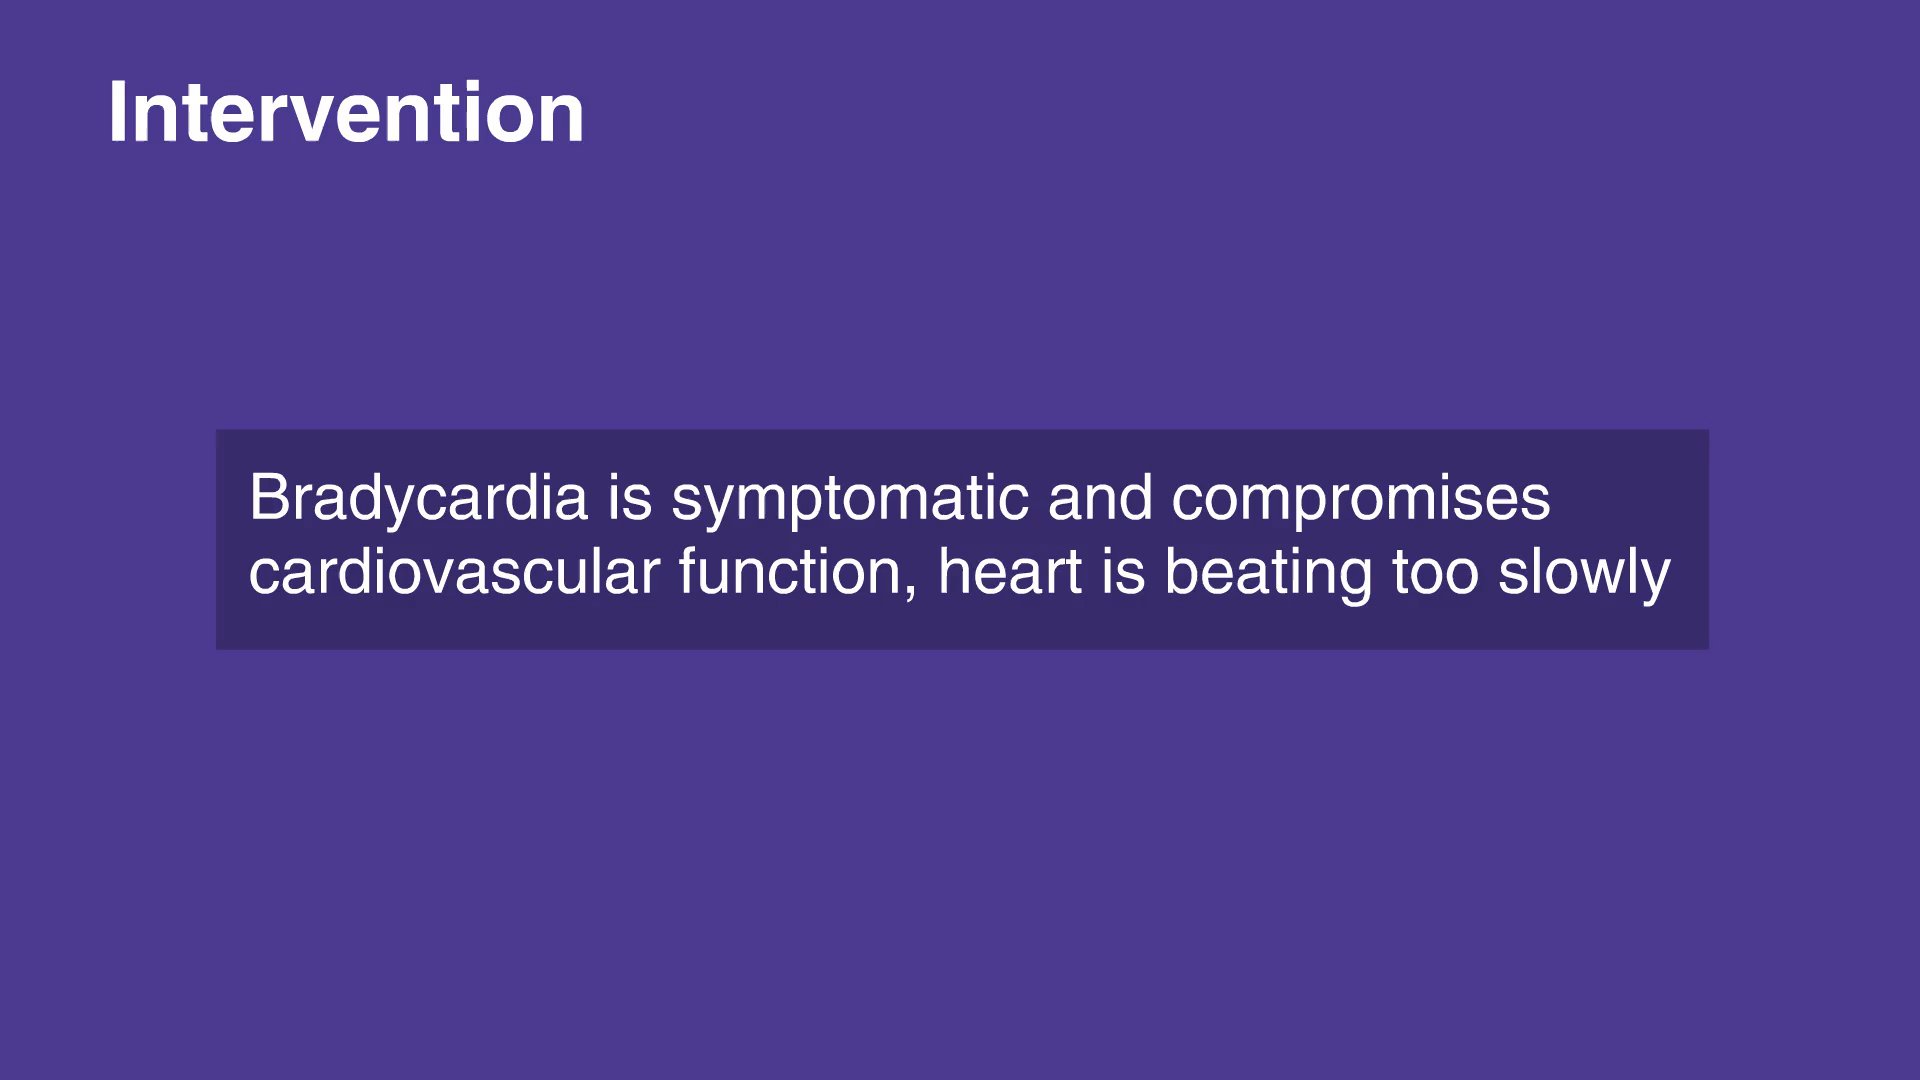 Intervention
Bradycardia is symptomatic and compromises
cardiovascular function, heart is beating too slowly